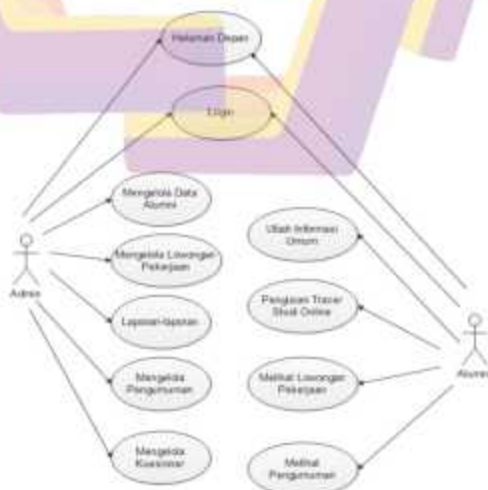 Halaman Depan
Login
Mengelola Data
Alumni
Ubah Informasi
Umum
Mengelola Lowongan
Pekerjaan
Admin
Pengisian Tracer
Studi Online
Laporan-laporan
Alumni
Mengelola
Pengumuman
Melihat Lowongan
Pekerjaan
Mengelola
Kuesioner
Melihat
Pengumuman